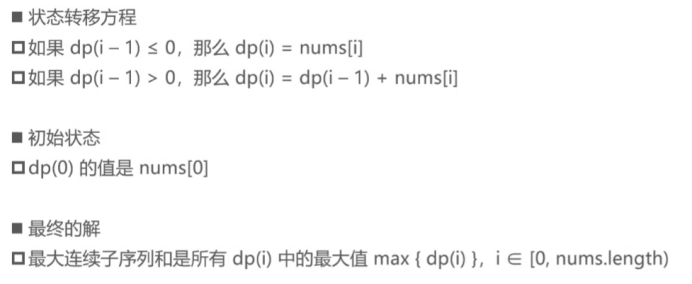 ■ 状态转移方程
□如果 dp(i – 1) ≤ 0，那么 dp(i) = nums[i]
□如果 dp(i – 1) > 0，那么 dp(i) = dp(i – 1) + nums[i]
■ 初始状态
□dp(0) 的值是 nums[0]
■ 最终的解
□最大连续子序列和是所有 dp(i) 中的最大值 max { dp(i) }，i ∈ [0, nums.length)